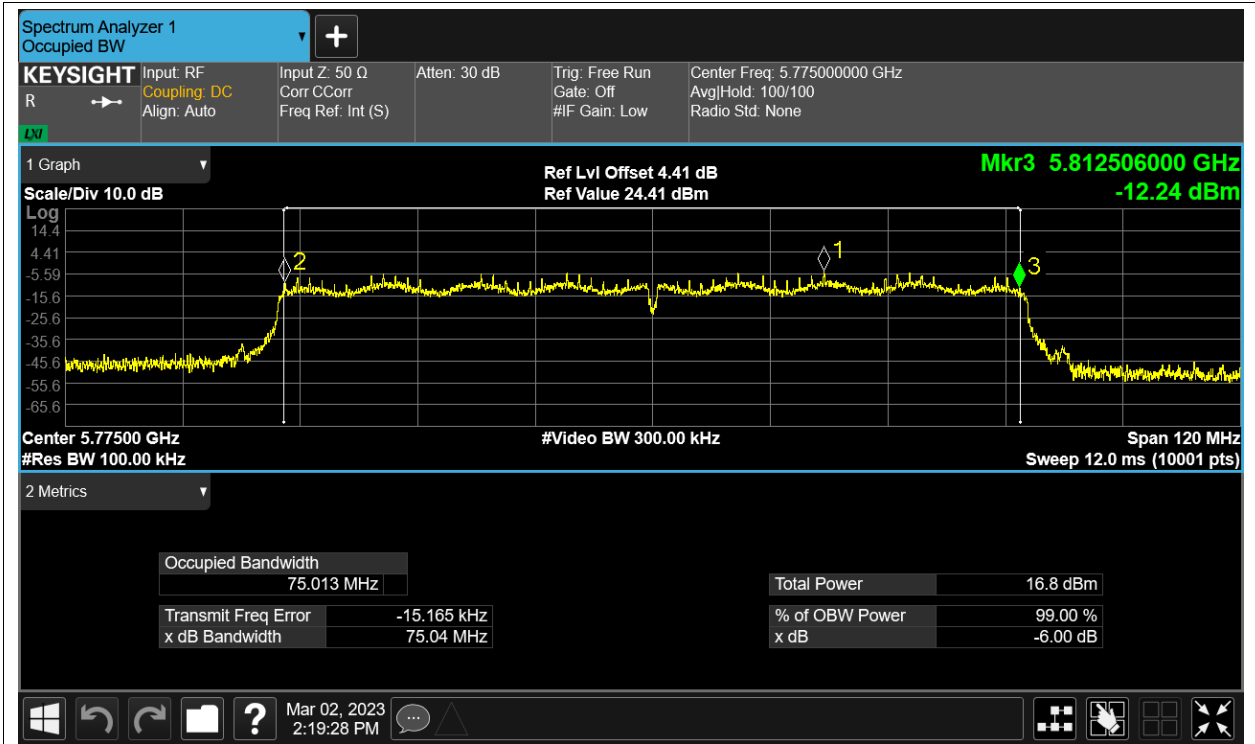 Spectrum Analyzer 1
Occupied BW
KEYSIGHT
R
LXI
Input: RF
Coupling: DC
Align: Auto
Input Z: 50 Ω
Corr CCorr
Freq Ref: Int (S)
Atten: 30 dB
Trig: Free Run
Gate: Off
#IF Gain: Low
Center Freq: 5.775000000 GHz
Avg|Hold: 100/100
Radio Std: None
1 Graph
Scale/Div 10.0 dB
Ref Lvl Offset 4.41 dB
Ref Value 24.41 dBm
Mkr3 5.812506000 GHz
-12.24 dBm
Log
14.4
4.41
-5.59
-15.6
-25.6
-35.6
-45.6
-55.6
-65.6
2
1
3
Center 5.77500 GHz
#Res BW 100.00 kHz
#Video BW 300.00 kHz
Span 120 MHz
Sweep 12.0 ms (10001 pts)
2 Metrics
Occupied Bandwidth
75.013 MHz
Transmit Freq Error -15.165 kHz
x dB Bandwidth 75.04 MHz
Total Power 16.8 dBm
% of OBW Power 99.00 %
x dB -6.00 dB
?
Mar 02, 2023
2:19:28 PM